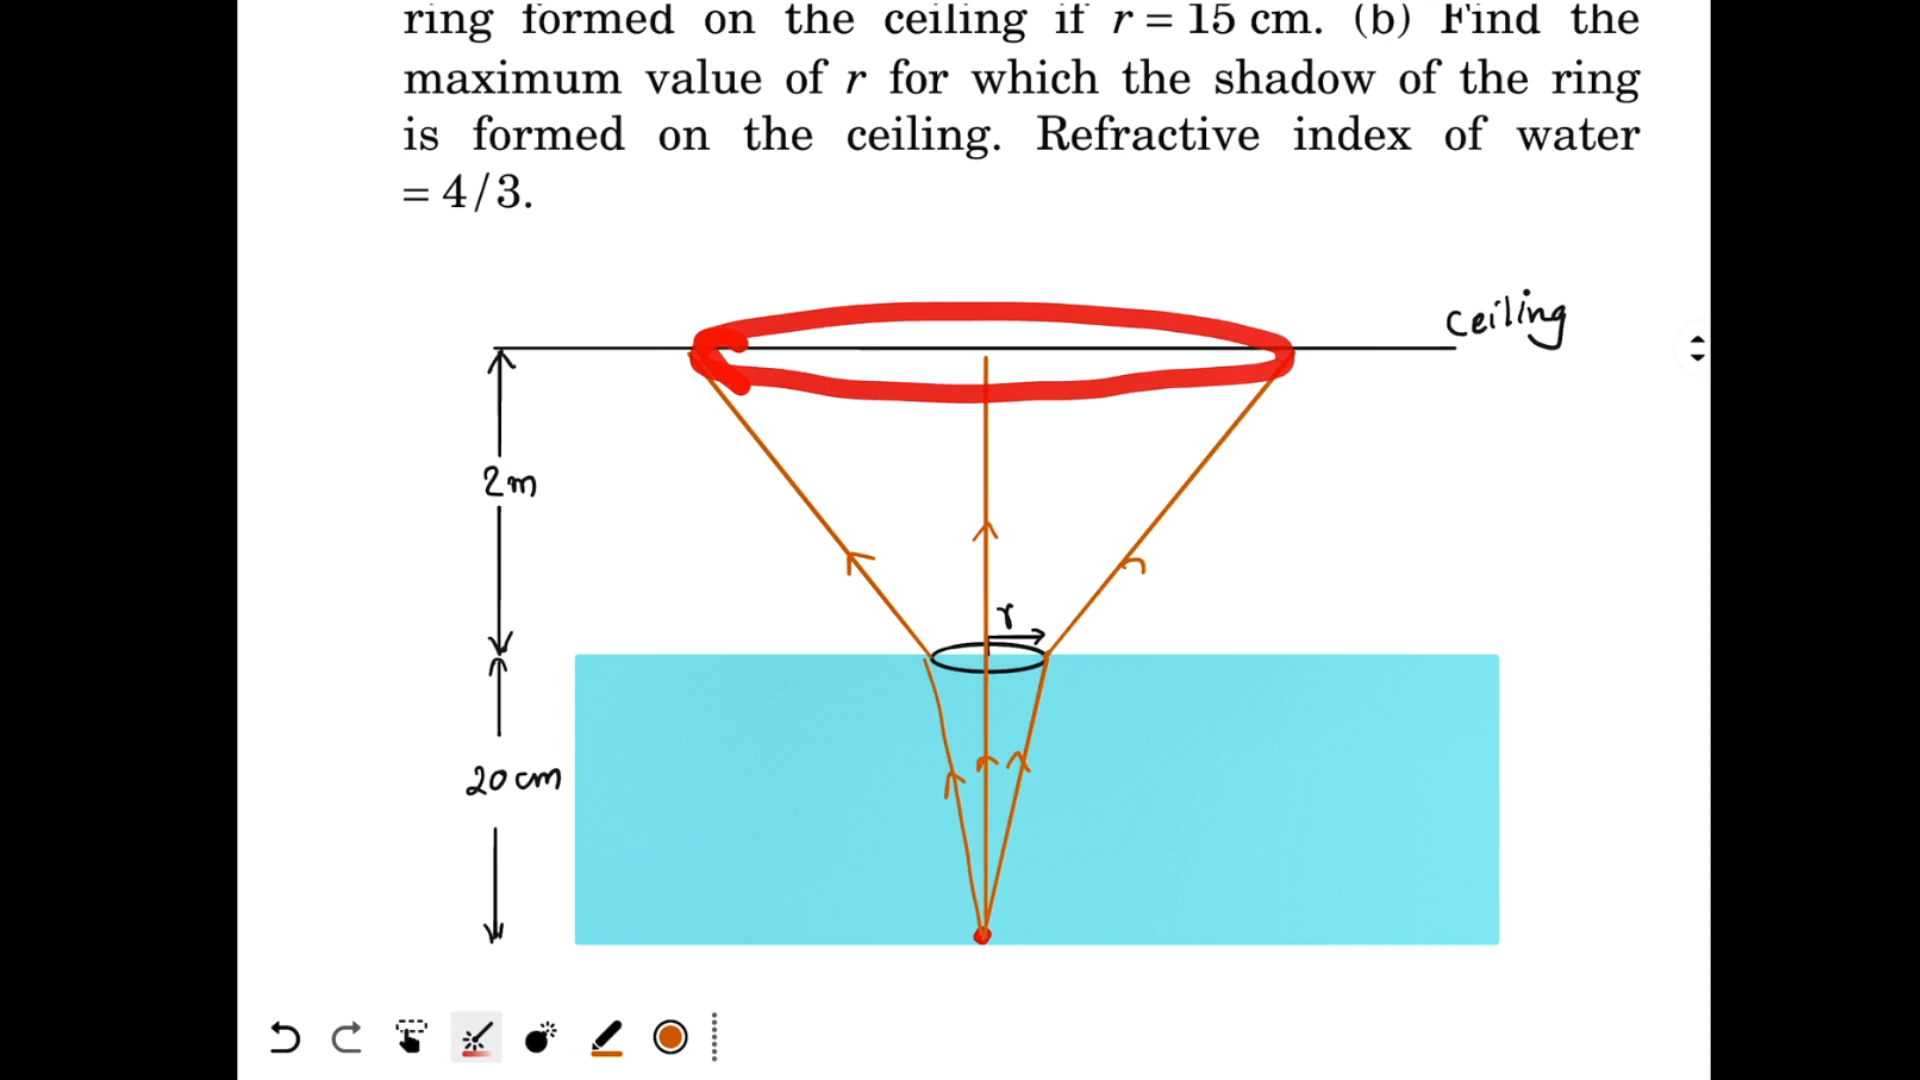 ring formed on the ceiling if r = 15 cm. (b) Find the
maximum value of r for which the shadow of the ring
is formed on the ceiling. Refractive index of water
= 4/3.
ceiling
2m
r
20 cm